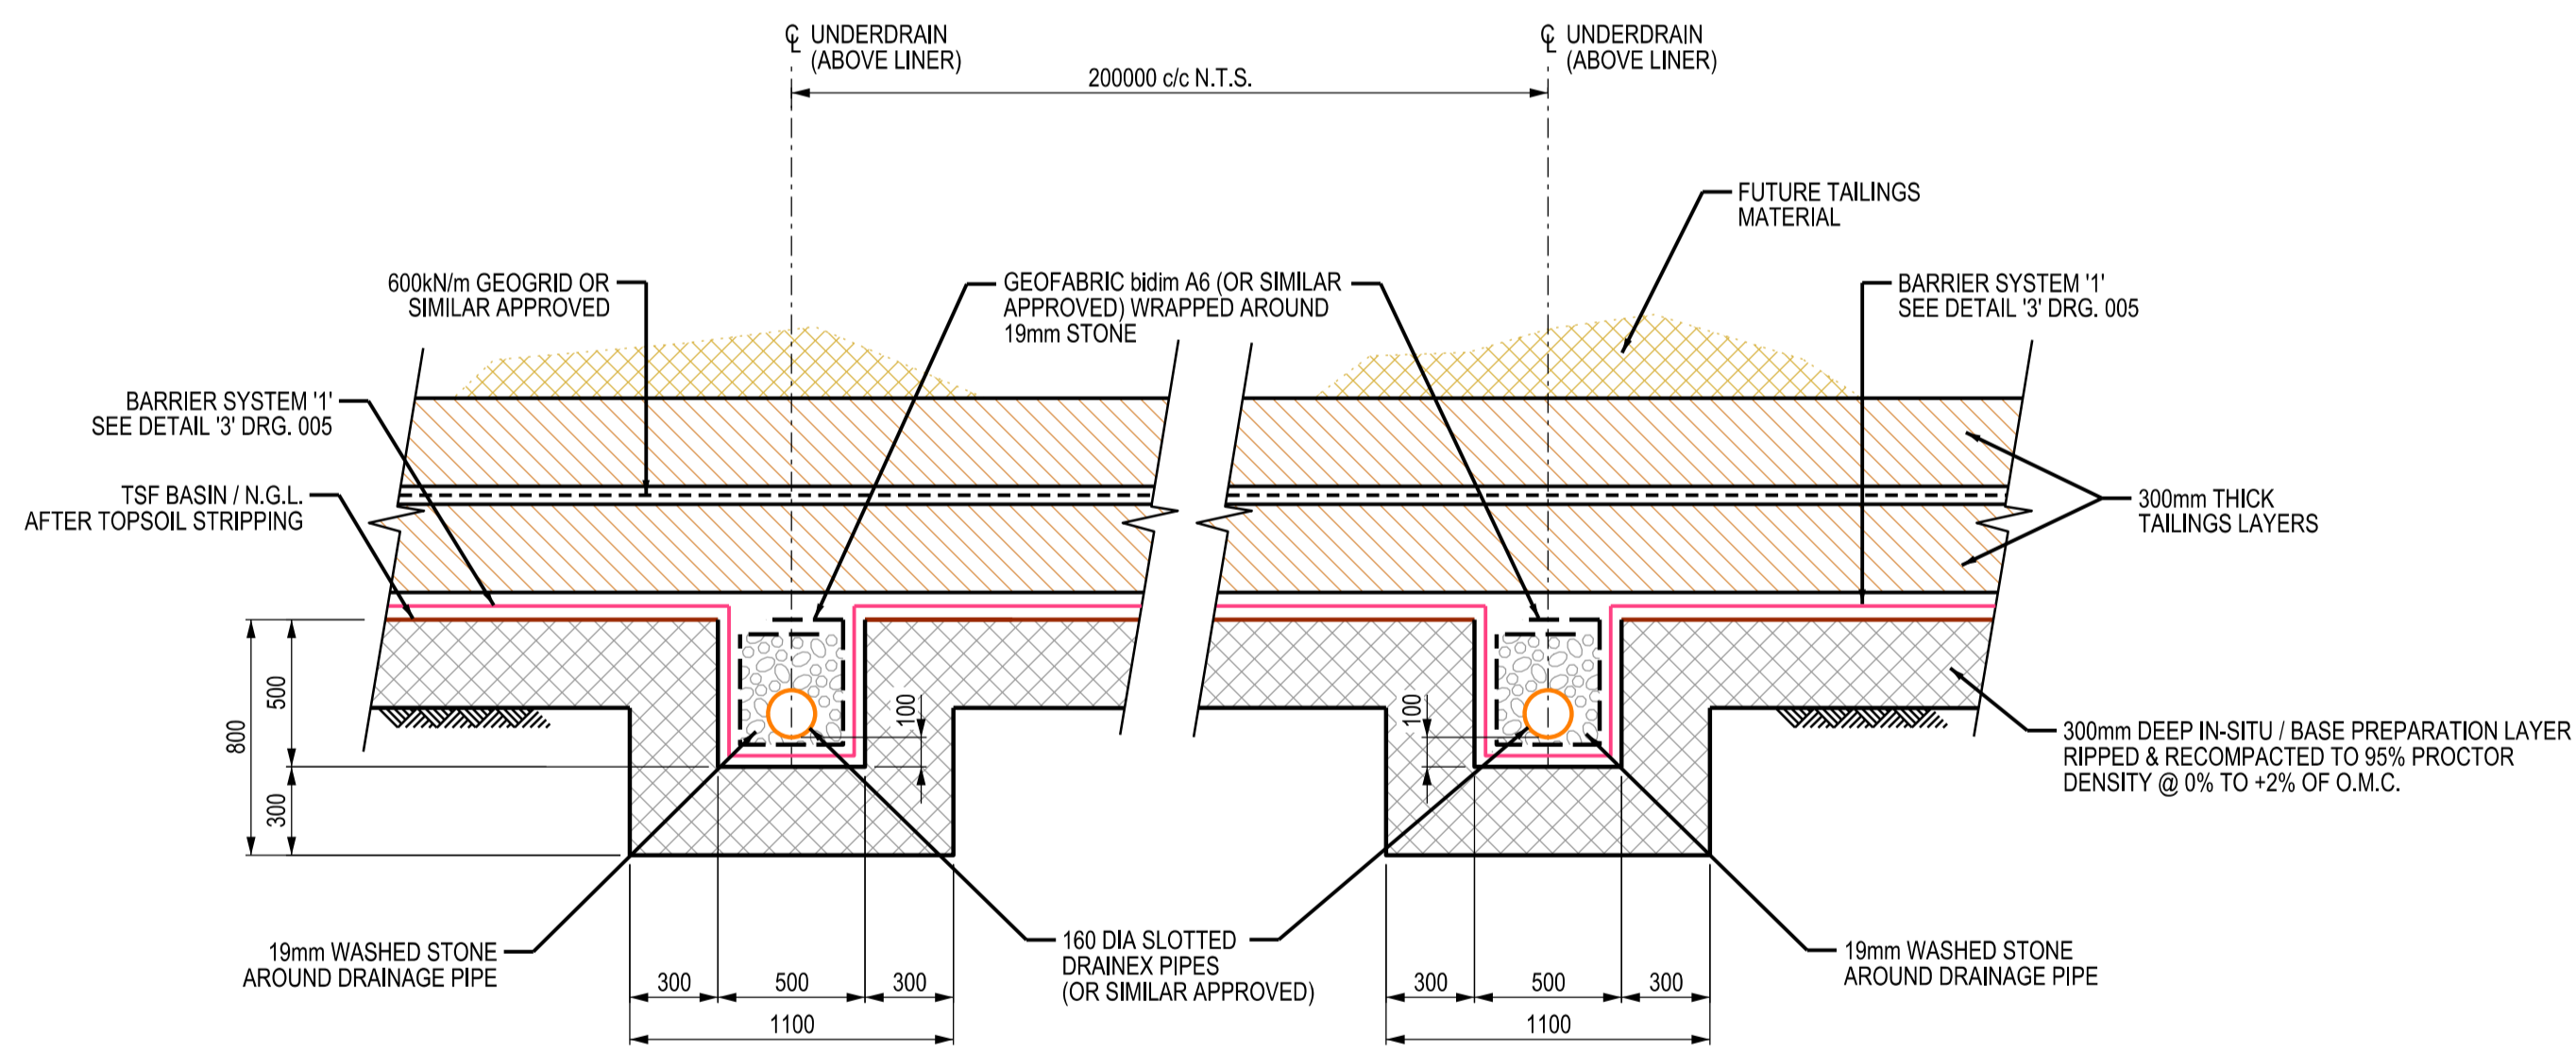 ℄ UNDERDRAIN
(ABOVE LINER)
℄ UNDERDRAIN
(ABOVE LINER)
200000 c/c N.T.S.
FUTURE TAILINGS
MATERIAL
600kN/m GEOGRID OR
SIMILAR APPROVED
GEOFABRIC bidim A6 (OR SIMILAR
APPROVED) WRAPPED AROUND
19mm STONE
BARRIER SYSTEM '1'
SEE DETAIL '3' DRG. 005
BARRIER SYSTEM '1'
SEE DETAIL '3' DRG. 005
TSF BASIN / N.G.L.
AFTER TOPSOIL STRIPPING
300mm THICK
TAILINGS LAYERS
800
500
300
100
100
300mm DEEP IN-SITU / BASE PREPARATION LAYER
RIPPED & RECOMPACTED TO 95% PROCTOR
DENSITY @ 0% TO +2% OF O.M.C.
19mm WASHED STONE
AROUND DRAINAGE PIPE
160 DIA SLOTTED
DRAINEX PIPES
(OR SIMILAR APPROVED)
19mm WASHED STONE
AROUND DRAINAGE PIPE
300 500 300
1100
300 500 300
1100